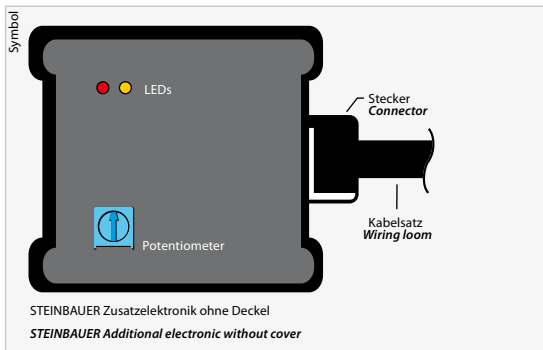 Symbol
LEDs
Stecker
Connector
Kabelsatz
Wiring loom
Potentiometer
STEINBAUER Zusatzelektronik ohne Deckel
STEINBAUER Additional electronic without cover